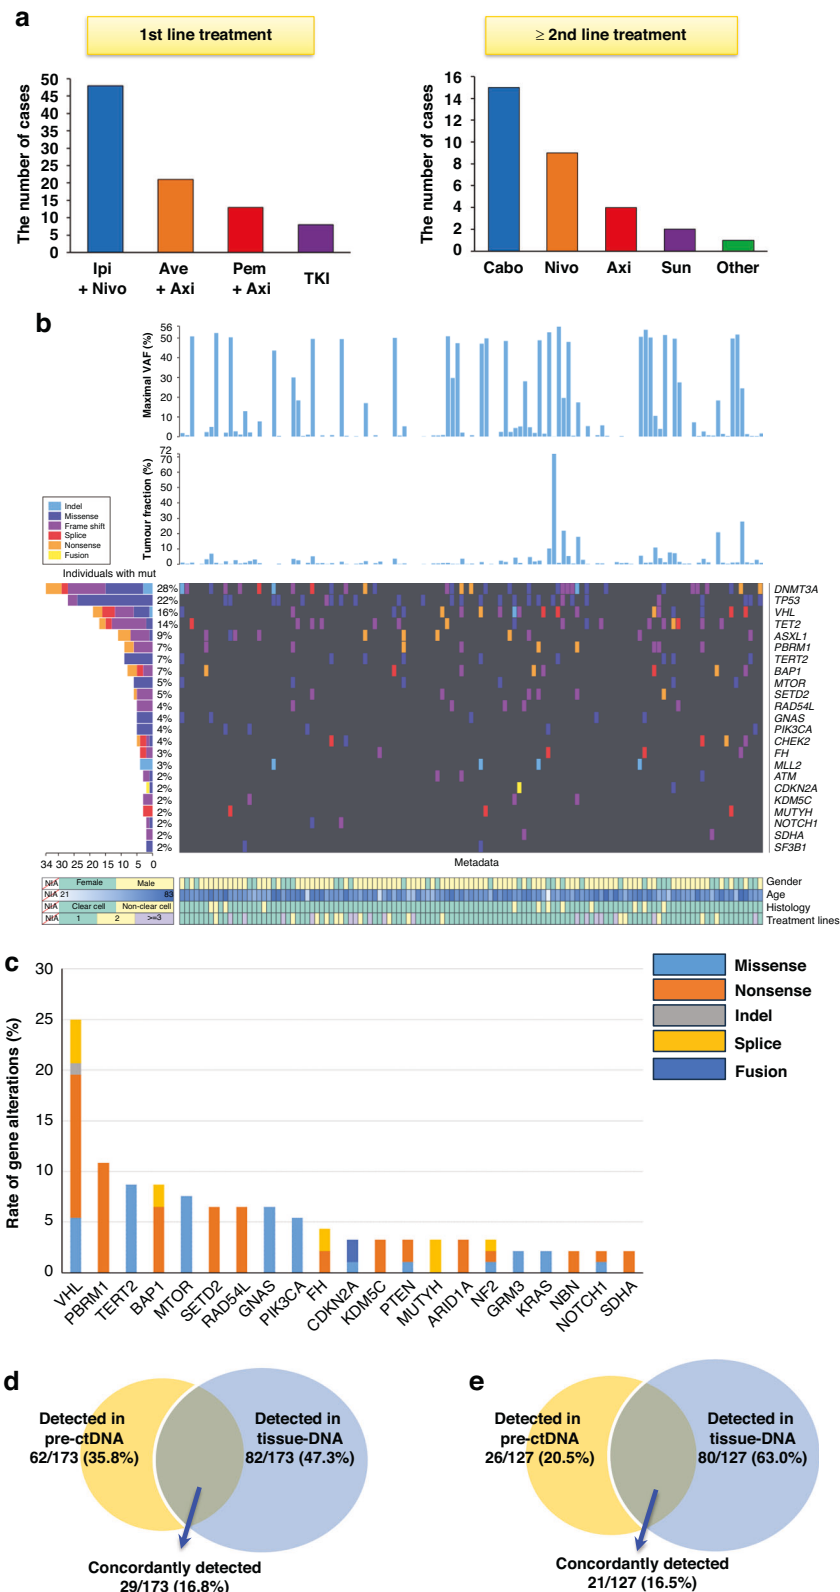 a
1st line treatment
≥ 2nd line treatment
The number of cases
50
45
40
35
30
25
20
15
10
5
0
Ipi + Nivo
Ave + Axi
Pem + Axi
TKI
The number of cases
16
14
12
10
8
6
4
2
0
Cabo
Nivo
Axi
Sun
Other
b
Maximal VAF (%)
56
50
40
30
20
10
0
Tumour fraction (%)
72
70
60
50
40
30
20
10
0
Indel
Missense
Frame shift
Splice
Nonsense
Fusion
Individuals with mut
28% DNMT3A
22% TP53
16% VHL
14% TET2
9% ASXL1
7% PBRM1
7% TERT2
7% BAP1
5% MTOR
5% SETD2
4% RAD54L
4% GNAS
4% PIK3CA
4% CHEK2
3% FH
3% MLL2
2% ATM
2% CDKN2A
2% KDM5C
2% MUTYH
2% NOTCH1
2% SDHA
2% SF3B1
34 30 25 20 15 10 5 0
Metadata
N/A Female Male Gender
N/A 21 83 Age
N/A Clear cell Non-clear cell Histology
N/A 1 2 >=3 Treatment lines
c
Rate of gene alterations (%)
30
25
20
15
10
5
0
VHL
PBRM1
TERT2
BAP1
MTOR
SETD2
RAD54L
GNAS
PIK3CA
FH
CDKN2A
KDM5C
PTEN
MUTYH
ARID1A
NF2
GRM3
KRAS
NBN
NOTCH1
SDHA
Missense
Nonsense
Indel
Splice
Fusion
d
Detected in
pre-ctDNA
62/173 (35.8%)
Detected in
tissue-DNA
82/173 (47.3%)
Concordantly detected
29/173 (16.8%)
e
Detected in
pre-ctDNA
26/127 (20.5%)
Detected in
tissue-DNA
80/127 (63.0%)
Concordantly detected
21/127 (16.5%)